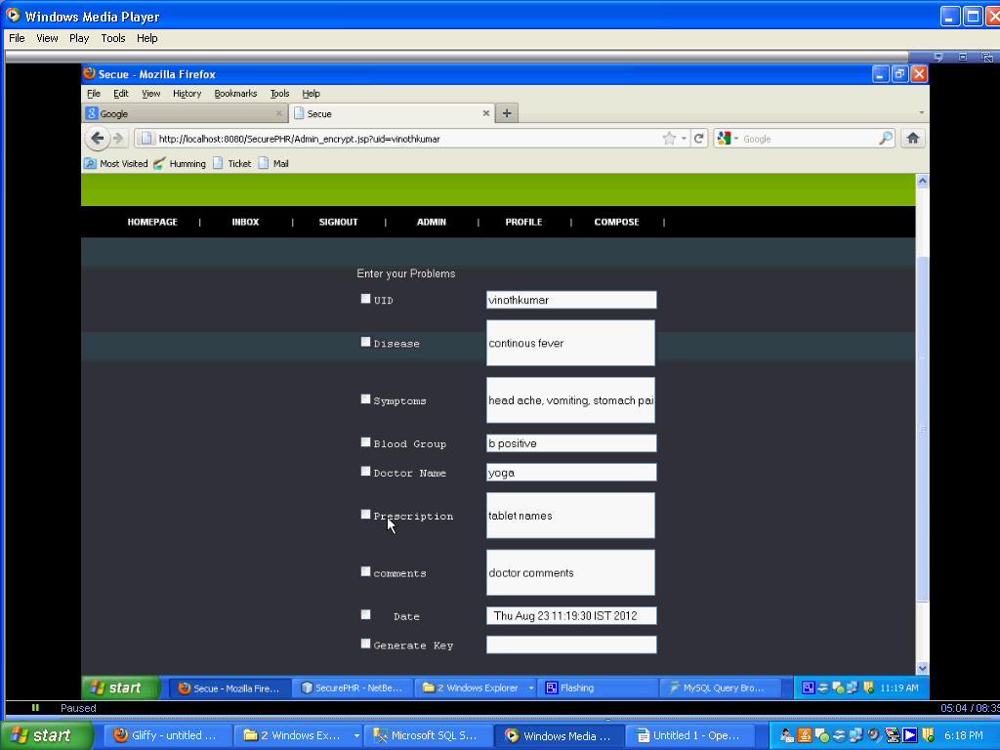 Windows Media Player
File View Play Tools Help
Secue - Mozilla Firefox
File Edit View History Bookmarks Tools Help
Google
Secue
http://localhost:8080/SecurePHR/Admin_encrypt.jsp?uid=vinothkumar
Google
Most Visited Humming Ticket Mail
HOMEPAGE | INBOX | SIGNOUT | ADMIN | PROFILE | COMPOSE |
Enter your Problems
UID vinothkumar
Disease continous fever
Symptoms head ache, vomiting, stomach pai
Blood Group b positive
Doctor Name yoga
Prescription tablet names
comments doctor comments
Date Thu Aug 23 11:19:30 IST 2012
Generate Key
start Secue - Mozilla Fire... SecurePHR - NetBe... 2 Windows Explorer Flashing MySQL Query Bro... 11:19 AM
Paused 05:04 / 08:35
start Gliffy - untitled ... 2 Windows Ex... Microsoft SQL S... Windows Media ... Untitled 1 - Ope... 6:18 PM